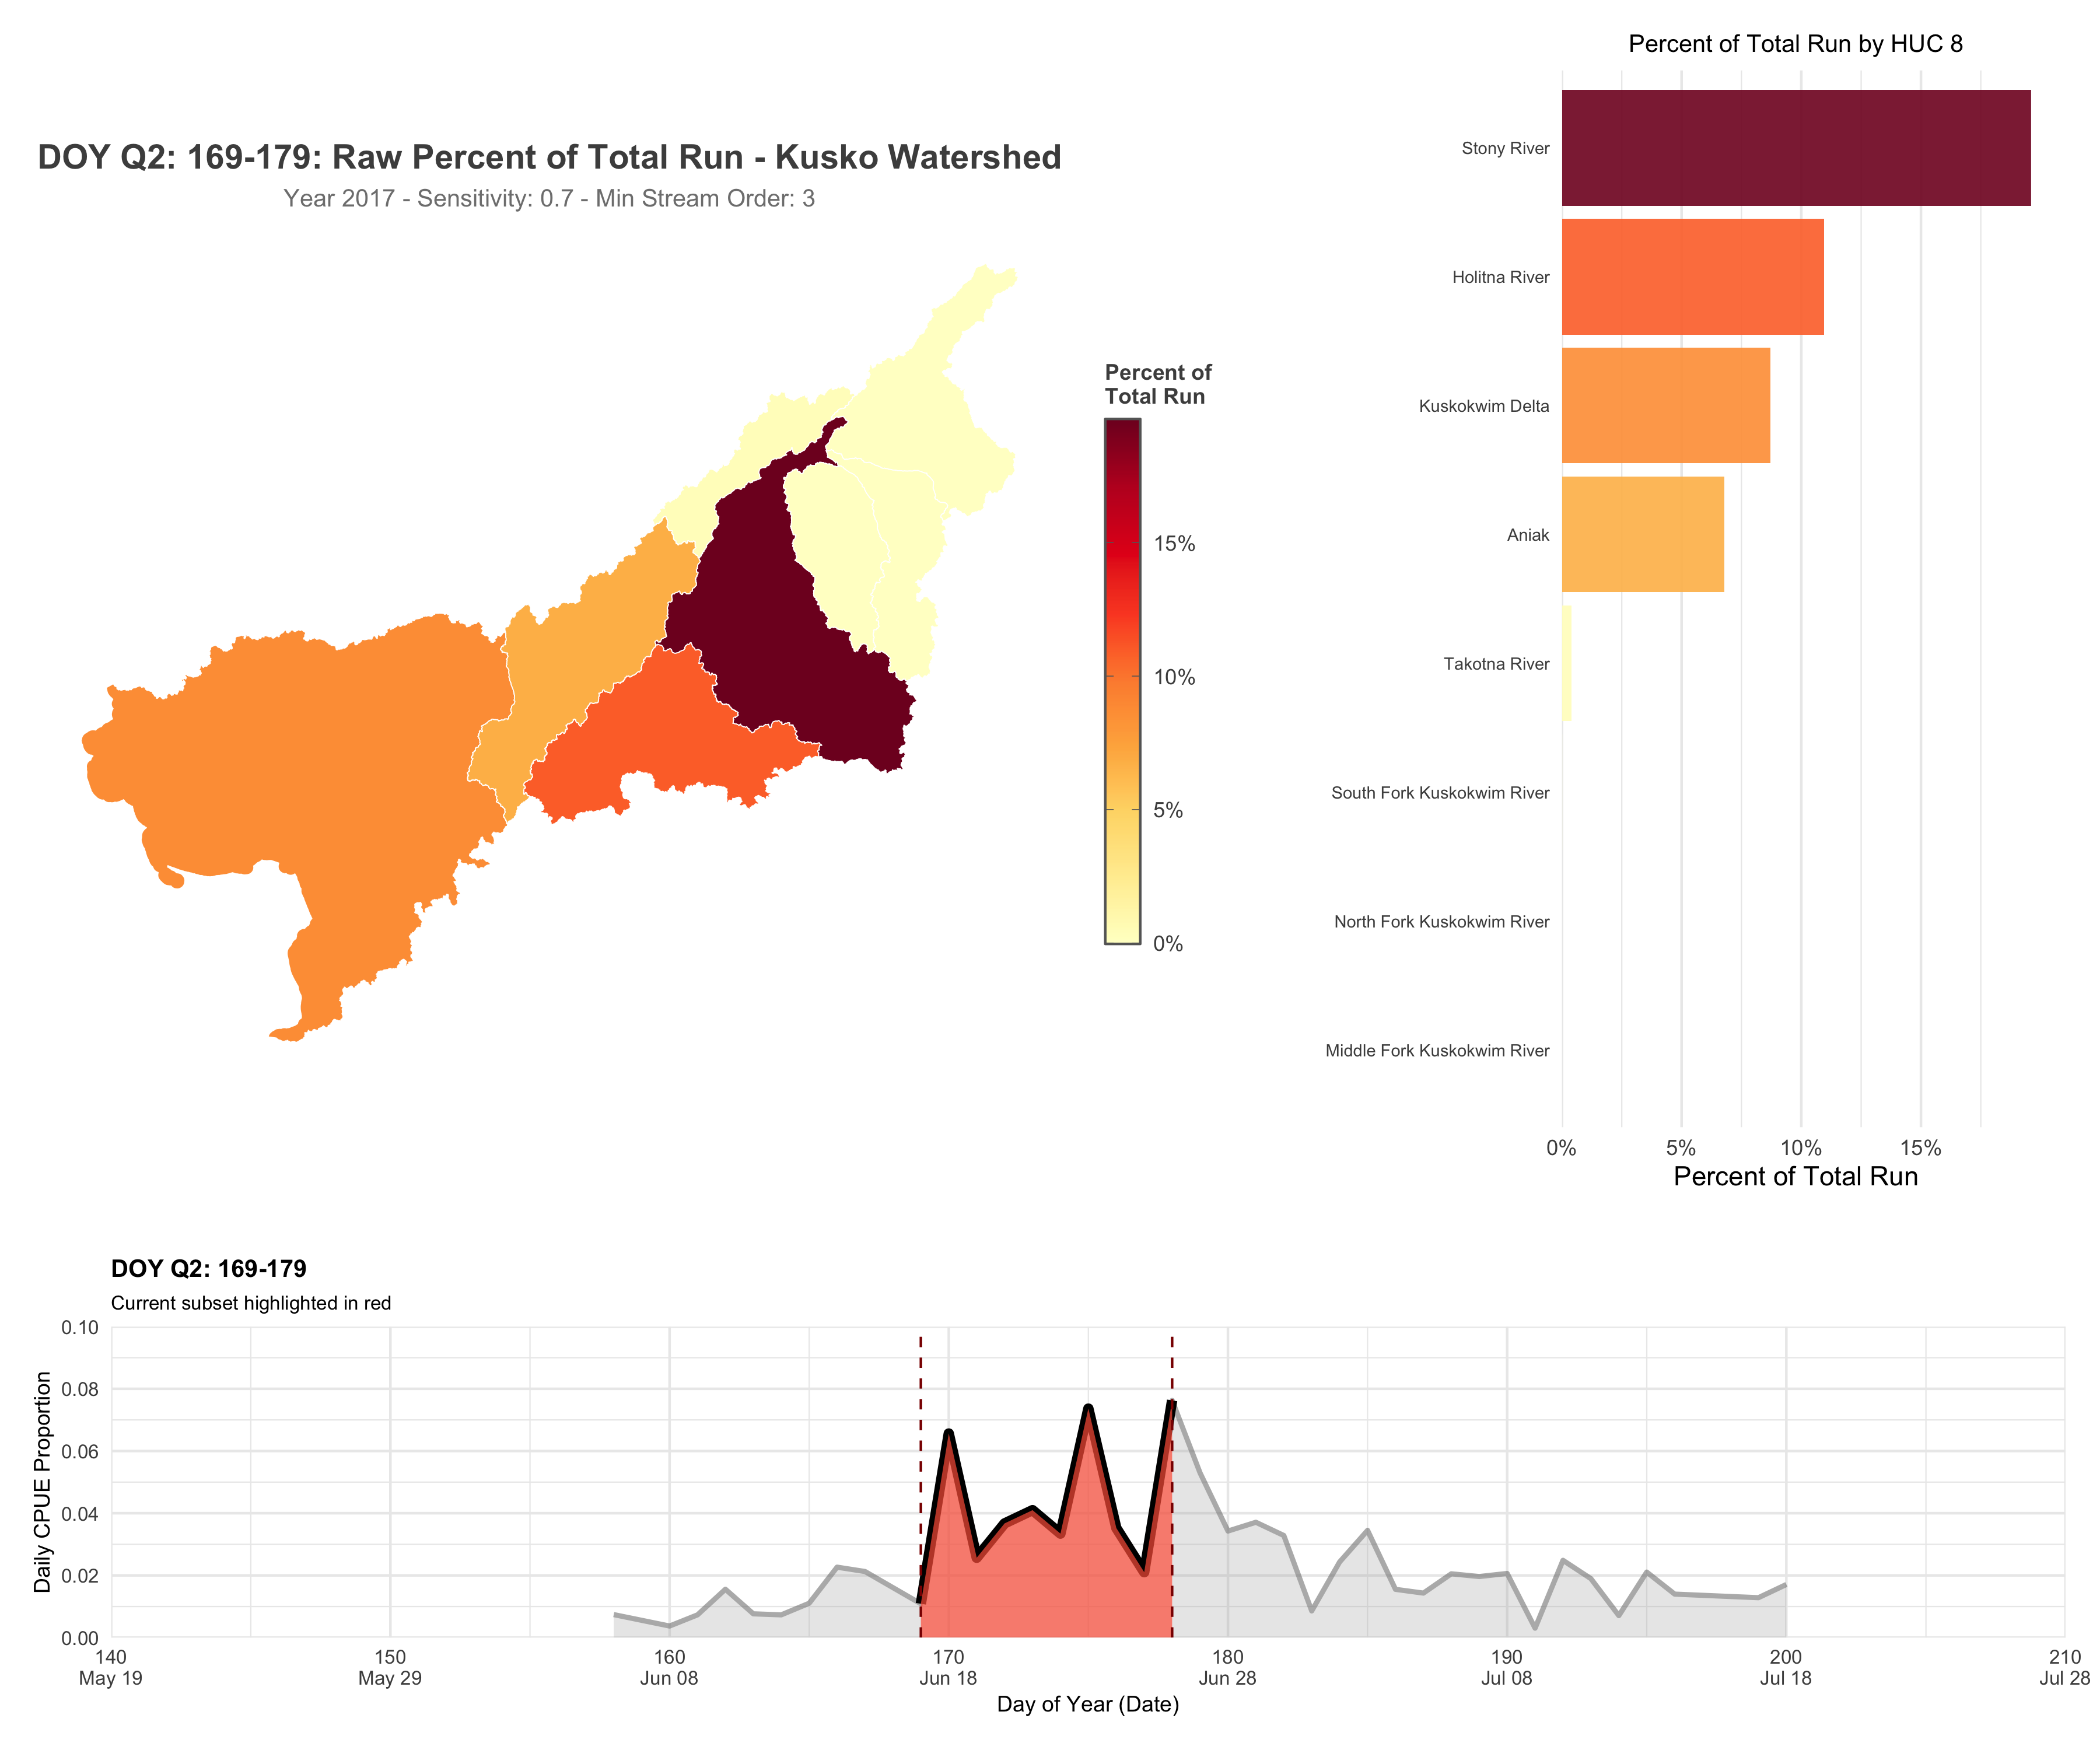 DOY Q2: 169-179: Raw Percent of Total Run - Kusko Watershed
Year 2017 - Sensitivity: 0.7 - Min Stream Order: 3
Percent of
Total Run
15%
10%
5%
0%
Percent of Total Run by HUC 8
Stony River
Holitna River
Kuskokwim Delta
Aniak
Takotna River
South Fork Kuskokwim River
North Fork Kuskokwim River
Middle Fork Kuskokwim River
0% 5% 10% 15%
Percent of Total Run
DOY Q2: 169-179
Current subset highlighted in red
Daily CPUE Proportion
0.10
0.08
0.06
0.04
0.02
0.00
140 150 160 170 180 190 200 210
May 19 May 29 Jun 08 Jun 18 Jun 28 Jul 08 Jul 18 Jul 28
Day of Year (Date)